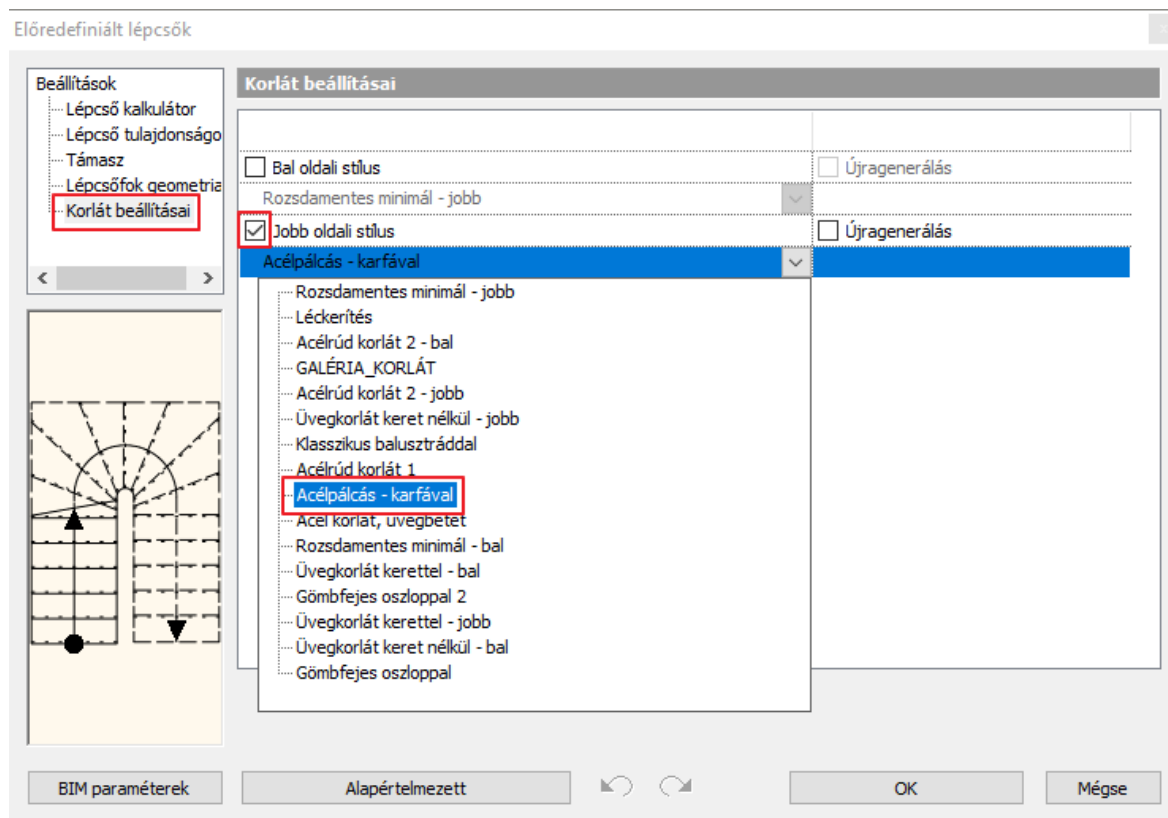 Előredefiniált lépcsők
Beállítások
Lépcső kalkulátor
Lépcső tulajdonságo
Támasz
Lépcsőfok geometria
Korlát beállításai
Korlát beállításai
Bal oldali stílus
Újragenerálás
Rozsdamentes minimál - jobb
Jobb oldali stílus
Újragenerálás
Acélpálcás - karfával
Rozsdamentes minimál - jobb
Léckerítés
Acélrúd korlát 2 - bal
GALÉRIA_KORLÁT
Acélrúd korlát 2 - jobb
Üvegkorlát keret nélkül - jobb
Klasszikus balusztráddal
Acélrúd korlát 1
Acélpálcás - karfával
Acél korlát, üvegbetét
Rozsdamentes minimál - bal
Üvegkorlát kerettel - bal
Gömbfejes oszloppal 2
Üvegkorlát kerettel - jobb
Üvegkorlát keret nélkül - bal
Gömbfejes oszloppal
BIM paraméterek
Alapértelmezett
OK
Mégse